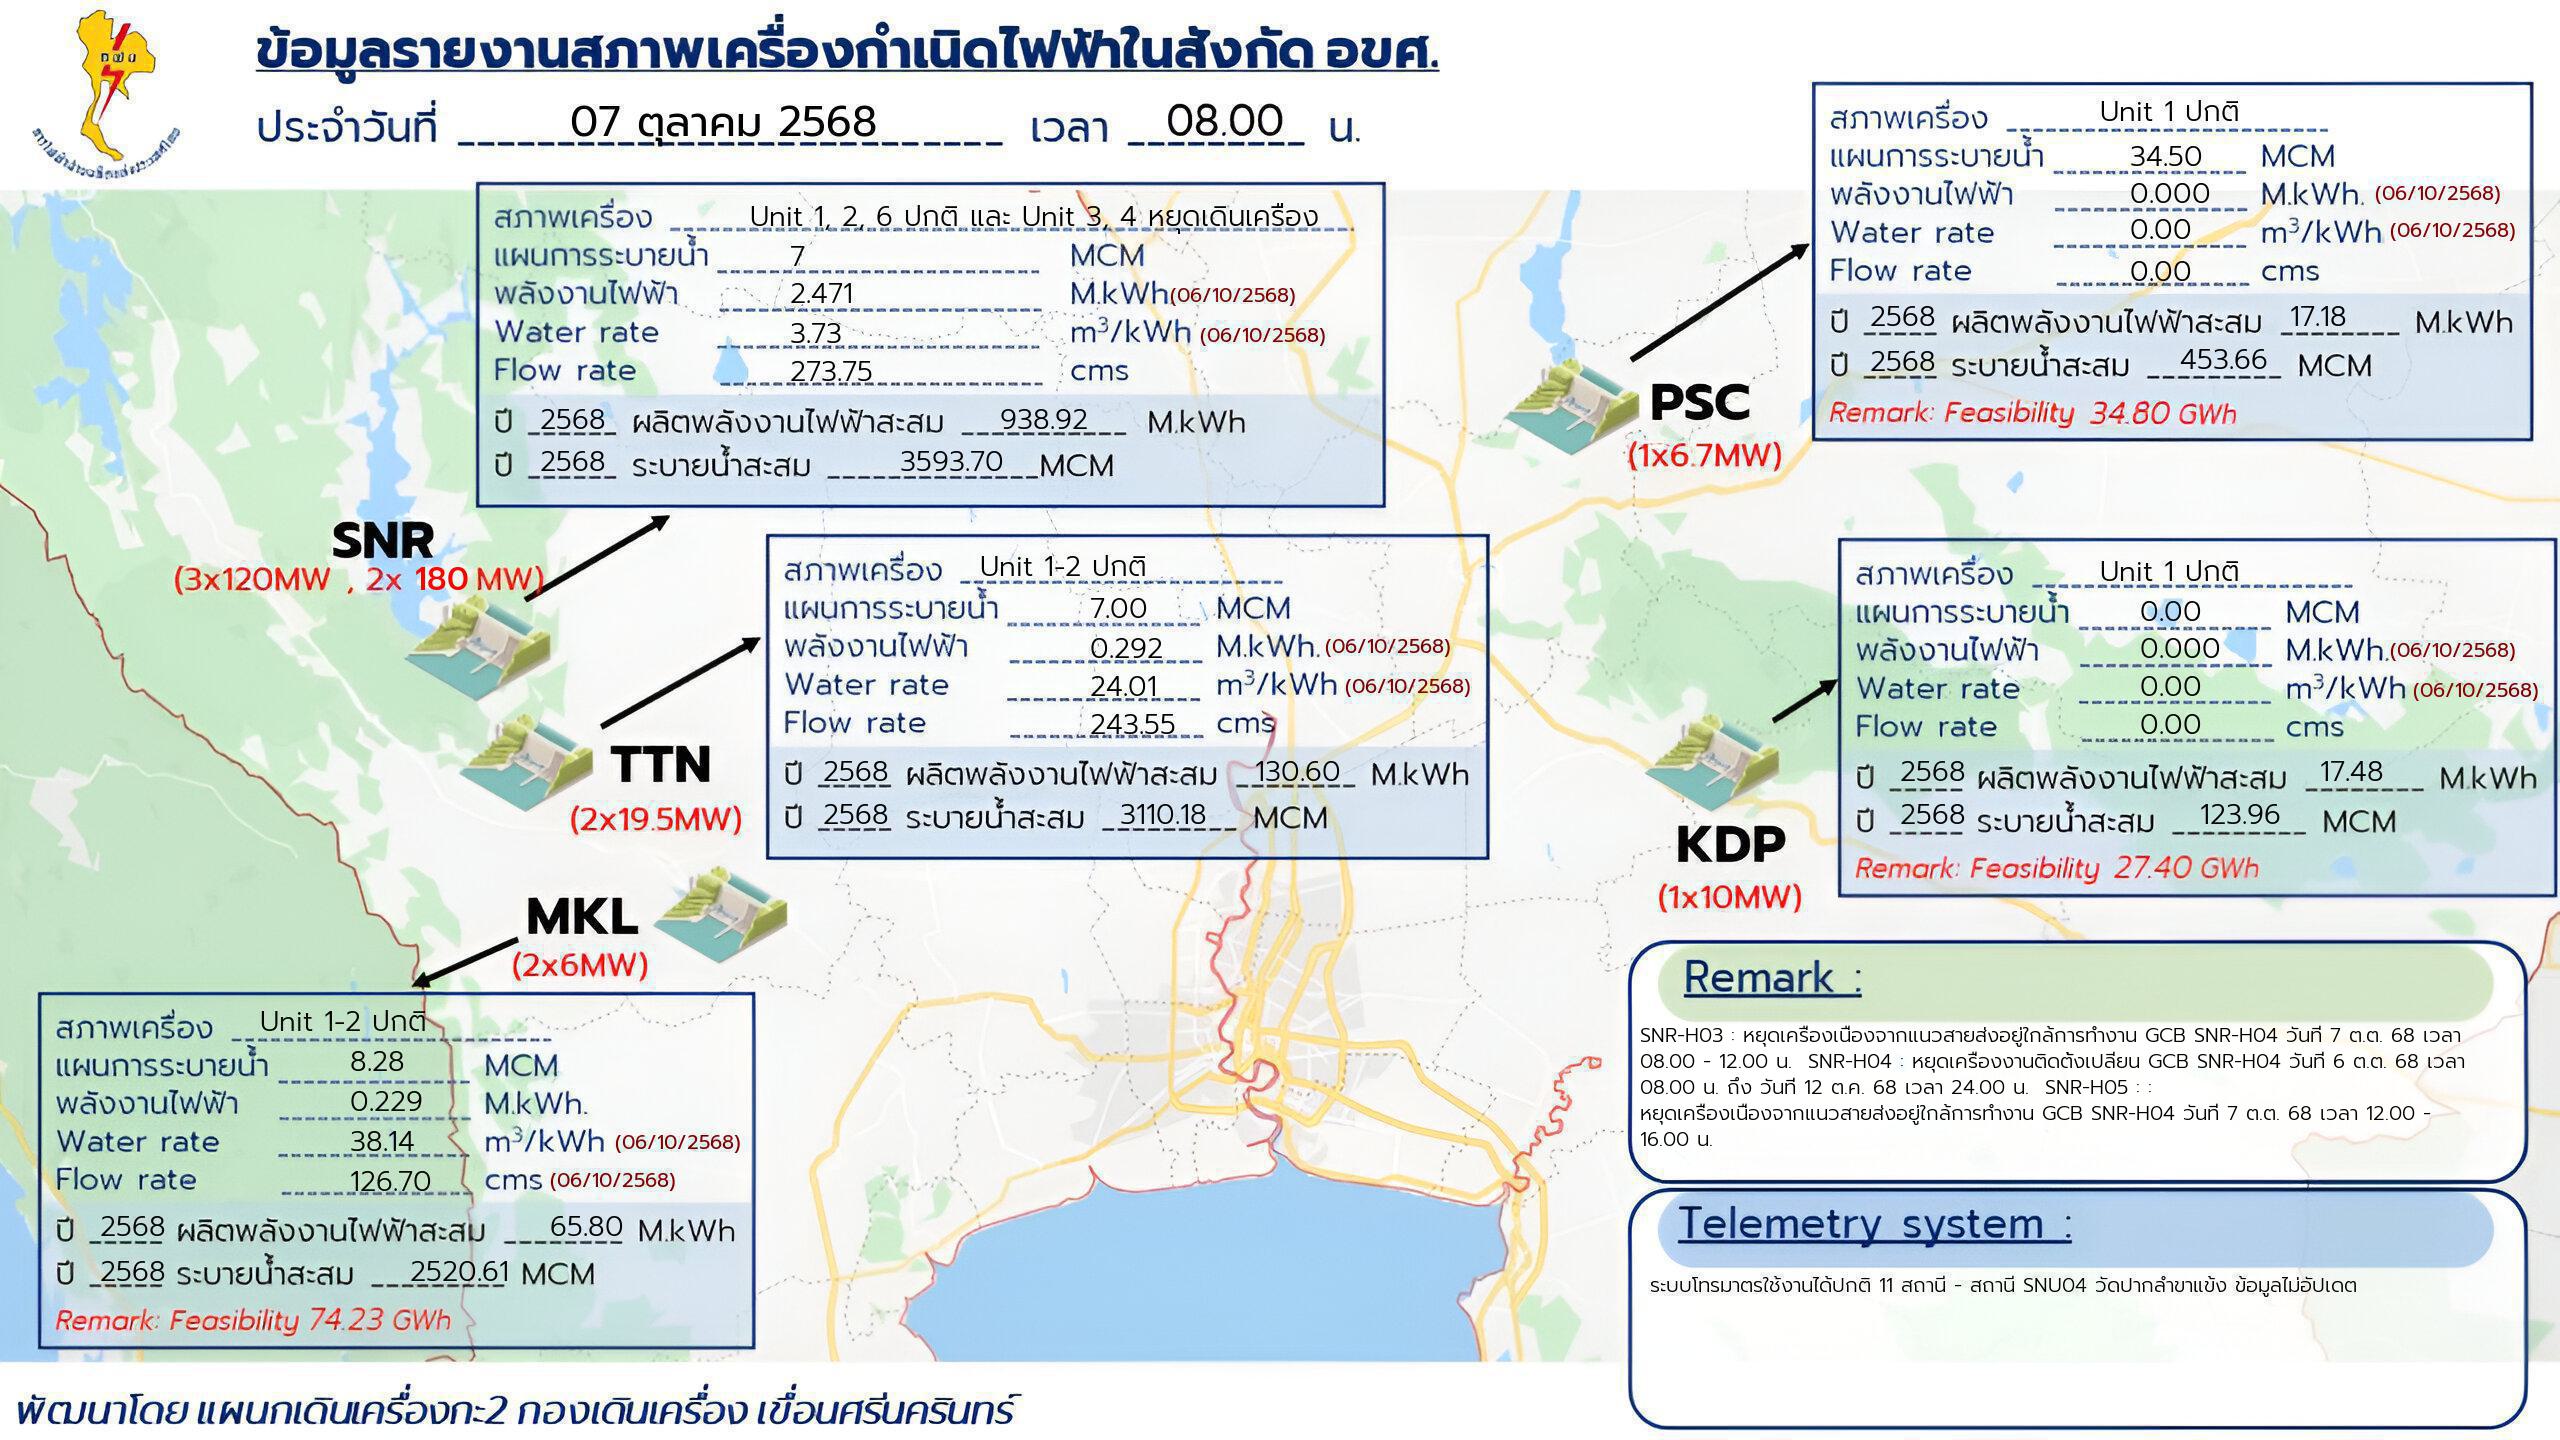 กฟผ
การไฟฟ้าฝ่ายผลิตแห่งประเทศไทย
ข้อมูลรายงานสภาพเครื่องกำเนิดไฟฟ้าในสังกัด อขศ.
ประจำวันที่ 07 ตุลาคม 2568 เวลา 08.00 น.
สภาพเครื่อง Unit 1, 2, 6 ปกติ และ Unit 3, 4 หยุดเดินเครื่อง
แผนการระบายน้ำ 7 MCM
พลังงานไฟฟ้า 2.471 M.kWh(06/10/2568)
Water rate 3.73 m³/kWh (06/10/2568)
Flow rate 273.75 cms
ปี 2568 ผลิตพลังงานไฟฟ้าสะสม 938.92 M.kWh
ปี 2568 ระบายน้ำสะสม 3593.70 MCM
SNR
(3x120MW , 2x 180 MW)
สภาพเครื่อง Unit 1 ปกติ
แผนการระบายน้ำ 34.50 MCM
พลังงานไฟฟ้า 0.000 M.kWh. (06/10/2568)
Water rate 0.00 m³/kWh (06/10/2568)
Flow rate 0.00 cms
ปี 2568 ผลิตพลังงานไฟฟ้าสะสม 17.18 M.kWh
ปี 2568 ระบายน้ำสะสม 453.66 MCM
Remark: Feasibility 34.80 GWh
PSC
(1x6.7MW)
สภาพเครื่อง Unit 1-2 ปกติ
แผนการระบายน้ำ 7.00 MCM
พลังงานไฟฟ้า 0.292 M.kWh. (06/10/2568)
Water rate 24.01 m³/kWh (06/10/2568)
Flow rate 243.55 cms
ปี 2568 ผลิตพลังงานไฟฟ้าสะสม 130.60 M.kWh
ปี 2568 ระบายน้ำสะสม 3110.18 MCM
TTN
(2x19.5MW)
สภาพเครื่อง Unit 1 ปกติ
แผนการระบายน้ำ 0.00 MCM
พลังงานไฟฟ้า 0.000 M.kWh.(06/10/2568)
Water rate 0.00 m³/kWh (06/10/2568)
Flow rate 0.00 cms
ปี 2568 ผลิตพลังงานไฟฟ้าสะสม 17.48 M.kWh
ปี 2568 ระบายน้ำสะสม 123.96 MCM
Remark: Feasibility 27.40 GWh
KDP
(1x10MW)
MKL
(2x6MW)
สภาพเครื่อง Unit 1-2 ปกติ
แผนการระบายน้ำ 8.28 MCM
พลังงานไฟฟ้า 0.229 M.kWh.
Water rate 38.14 m³/kWh (06/10/2568)
Flow rate 126.70 cms (06/10/2568)
ปี 2568 ผลิตพลังงานไฟฟ้าสะสม 65.80 M.kWh
ปี 2568 ระบายน้ำสะสม 2520.61 MCM
Remark: Feasibility 74.23 GWh
Remark :
SNR-H03 : หยุดเครื่องเนื่องจากแนวสายส่งอยู่ใกล้การทำงาน GCB SNR-H04 วันที่ 7 ต.ต. 68 เวลา
08.00 - 12.00 น. SNR-H04 : หยุดเครื่องงานติดตั้งเปลี่ยน GCB SNR-H04 วันที่ 6 ต.ต. 68 เวลา
08.00 น. ถึง วันที่ 12 ต.ค. 68 เวลา 24.00 น. SNR-H05 : :
หยุดเครื่องเนื่องจากแนวสายส่งอยู่ใกล้การทำงาน GCB SNR-H04 วันที่ 7 ต.ต. 68 เวลา 12.00 -
16.00 น.
Telemetry system :
ระบบโทรมาตรใช้งานได้ปกติ 11 สถานี - สถานี SNU04 วัดปากลำขาแข้ง ข้อมูลไม่อัปเดต
พัฒนาโดย แผนกเดินเครื่องกะ2 กองเดินเครื่อง เขื่อนศรีนครินทร์